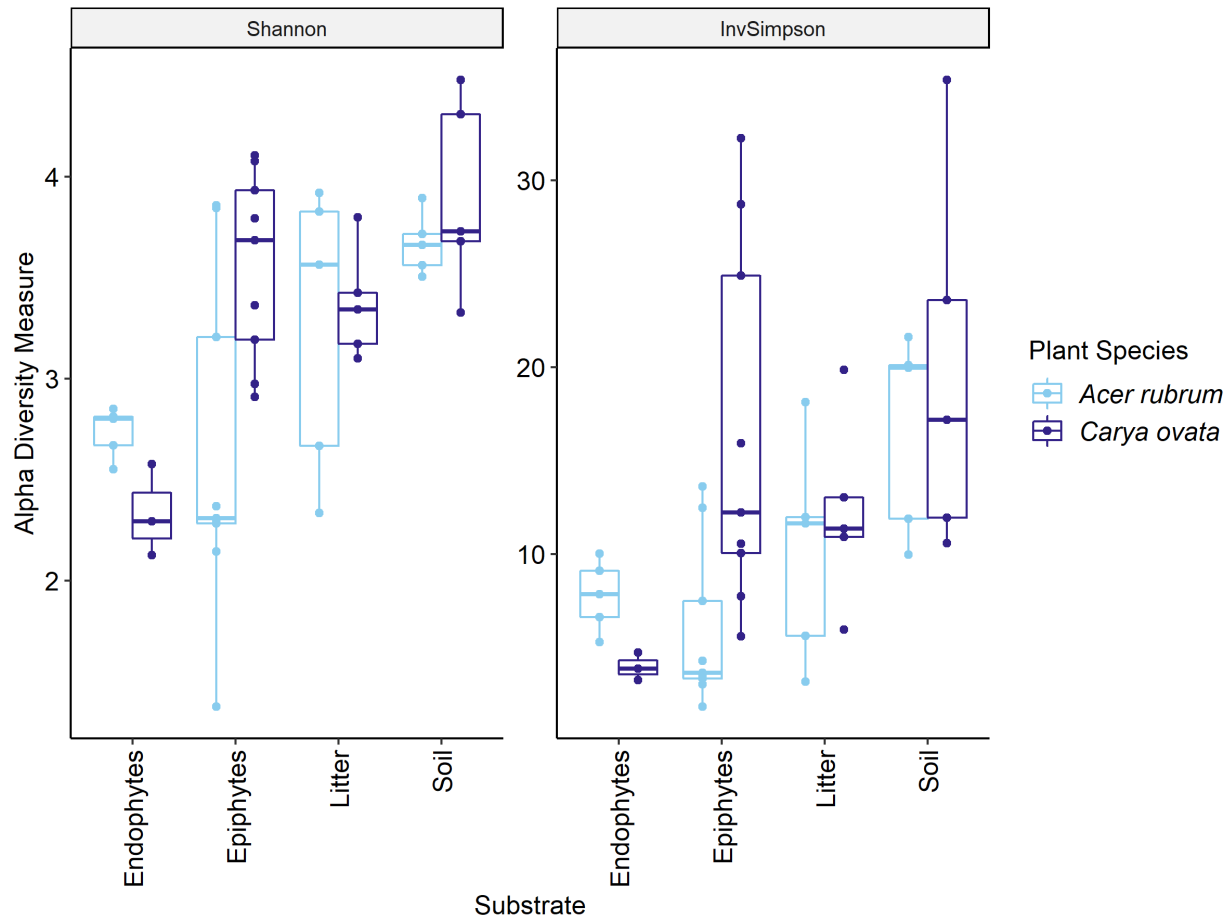 Shannon
InvSimpson
Alpha Diversity Measure
4
3
2
30
20
10
Endophytes
Epiphytes
Litter
Soil
Endophytes
Epiphytes
Litter
Soil
Substrate
Plant Species
Acer rubrum
Carya ovata